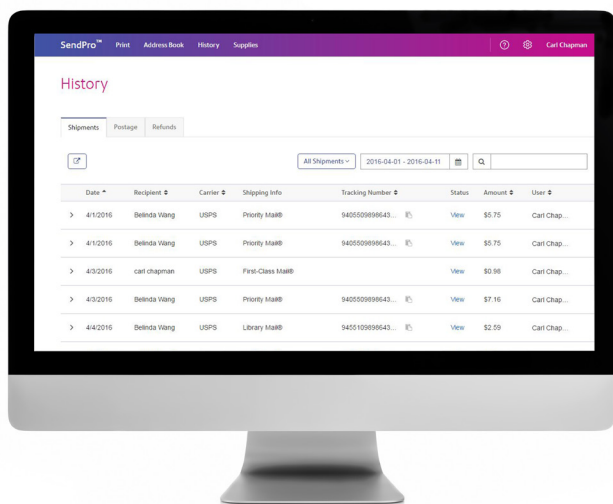 SendPro™ Print Address Book History Supplies Carl Chapman
History
Shipments Postage Refunds
All Shipments 2016-04-01 - 2016-04-11
Date Recipient Carrier Shipping Info Tracking Number Status Amount User
4/1/2016 Belinda Wang USPS Priority Mail® 9405509898643... View $5.75 Carl Chap...
4/1/2016 Belinda Wang USPS Priority Mail® 9405509898643... View $5.75 Carl Chap...
4/3/2016 carl chapman USPS First-Class Mail® View $0.98 Carl Chap...
4/3/2016 Belinda Wang USPS Priority Mail® 9405509898643... View $7.16 Carl Chap...
4/4/2016 Belinda Wang USPS Library Mail® 9455109898643... View $2.59 Carl Chap...